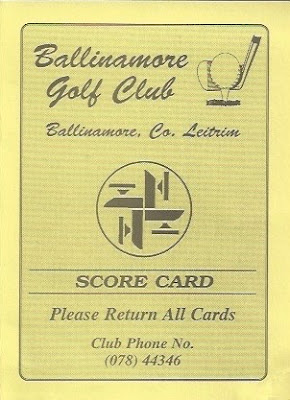 Ballinamore
Golf Club
Ballinamore, Co. Leitrim
SCORE CARD
Please Return All Cards
Club Phone No.
(078) 44346